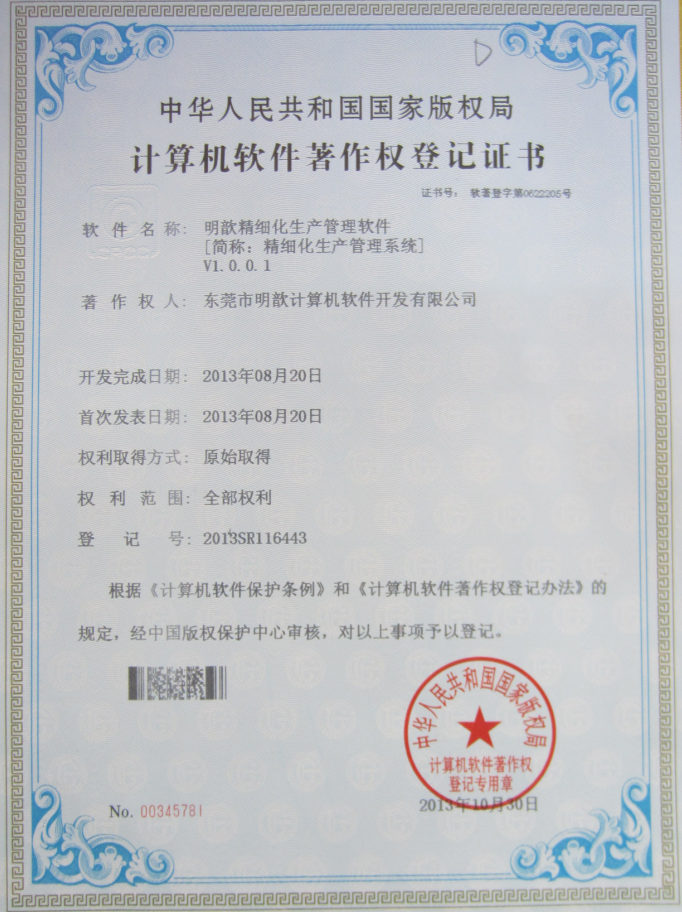 D
中华人民共和国国家版权局
计算机软件著作权登记证书
证书号： 软著登字第0622205号
软件名称： 明歆精细化生产管理软件
[简称：精细化生产管理系统]
V1.0.0.1
著作权人： 东莞市明歆计算机软件开发有限公司
开发完成日期： 2013年08月20日
首次发表日期： 2013年08月20日
权利取得方式： 原始取得
权利范围： 全部权利
登记号： 2013SR116443
根据《计算机软件保护条例》和《计算机软件著作权登记办法》的
规定，经中国版权保护中心审核，对以上事项予以登记。
中华人民共和国国家版权局
计算机软件著作权
登记专用章
No. 00345781
2013年10月30日